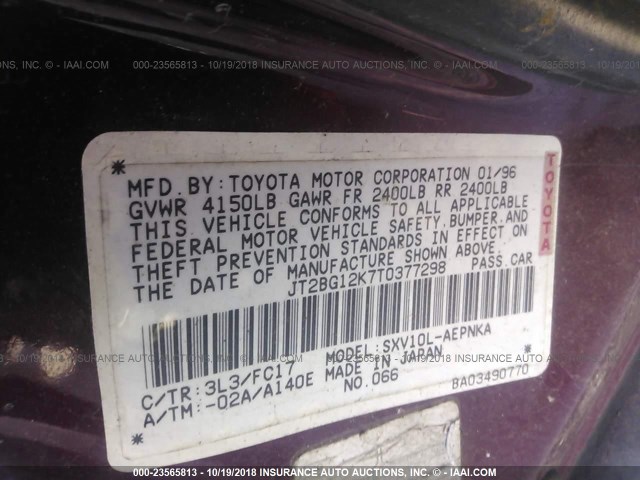 INC. - IAAI.COM 000-23565813 - 10/19/2018 INSURANCE AUTO AUCTIONS, INC. - IAAI.COM 000-23565813 - 10/
* MFD. BY: TOYOTA MOTOR CORPORATION 01/96
GVWR 4150LB GAWR FR 2400LB RR 2400LB
THIS VEHICLE CONFORMS TO ALL APPLICABLE
FEDERAL MOTOR VEHICLE SAFETY, BUMPER, AND
THEFT PREVENTION STANDARDS IN EFFECT ON
THE DATE OF MANUFACTURE SHOWN ABOVE.
JT2BG12K7T0377298 PASS. CAR
TOYOTA
C/TR: 3L3/FC17 MODEL: SXV10L-AEPNKA
A/TM: -02A/A140E MADE IN JAPAN
* NO. 066 BA03490770
000-23565813 - 10/19/2018 - INSURANCE AUTO AUCTIONS, INC. - IAAI.COM